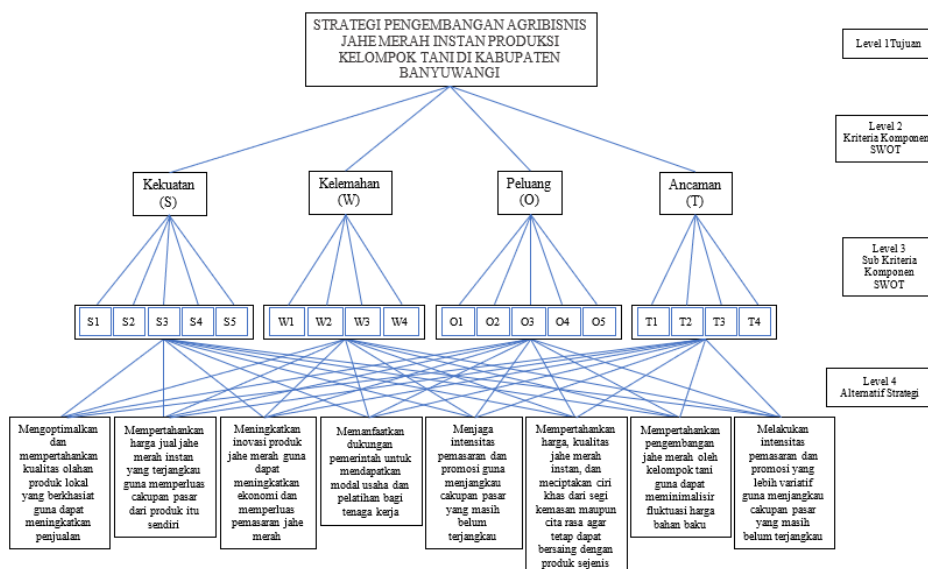 STRATEGI PENGEMBANGAN AGRIBISNIS
JAHE MERAH INSTAN PRODUKSI
KELOMPOK TANI DI KABUPATEN
BANYUWANGI
Level 1Tujuan
Level 2
Kriteria Komponen
SWOT
Kekuatan
(S)
Kelemahan
(W)
Peluang
(O)
Ancaman
(T)
Level 3
Sub Kriteria
Komponen
SWOT
S1 S2 S3 S4 S5
W1 W2 W3 W4
O1 O2 O3 O4 O5
T1 T2 T3 T4
Level 4
Alternatif Strategi
Mengoptimalkan
dan
mempertahankan
kualitas olahan
produk lokal
yang berkhasiat
guna dapat
meningkatkan
penjualan
Mempertahankan
harga jual jahe
merah instan
yang terjangkau
guna memperluas
cakupan pasar
dari produk itu
sendiri
Meningkatkan
inovasi produk
jahe merah guna
dapat
meningkatkan
ekonomi dan
memperluas
pemasaran jahe
merah
Memanfaatkan
dukungan
pemerintah untuk
mendapatkan
modal usaha dan
pelatihan bagi
tenaga kerja
Menjaga
intensitas
pemasaran dan
promosi guna
menjangkau
cakupan pasar
yang masih
belum
terjangkau
Mempertahankan
harga, kualitas
jahe merah
instan, dan
meciptakan ciri
khas dari segi
kemasan maupun
cita rasa agar
tetap dapat
bersaing dengan
produk sejenis
Mempertahankan
pengembangan
jahe merah oleh
kelompok tani
guna dapat
meminimalisir
fluktuasi harga
bahan baku
Melakukan
intensitas
pemasaran dan
promosi yang
lebih variatif
guna menjangkau
cakupan pasar
yang masih
belum terjangkau